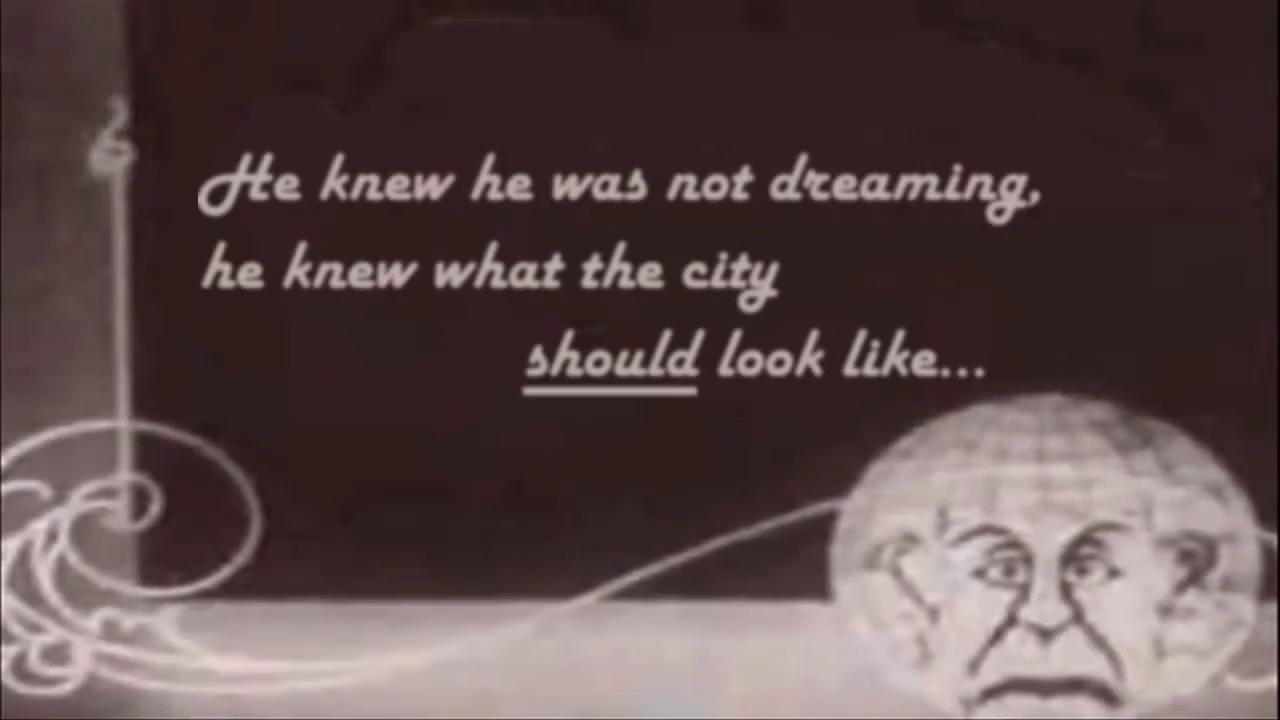 He knew he was not dreaming,
he knew what the city
should look like...